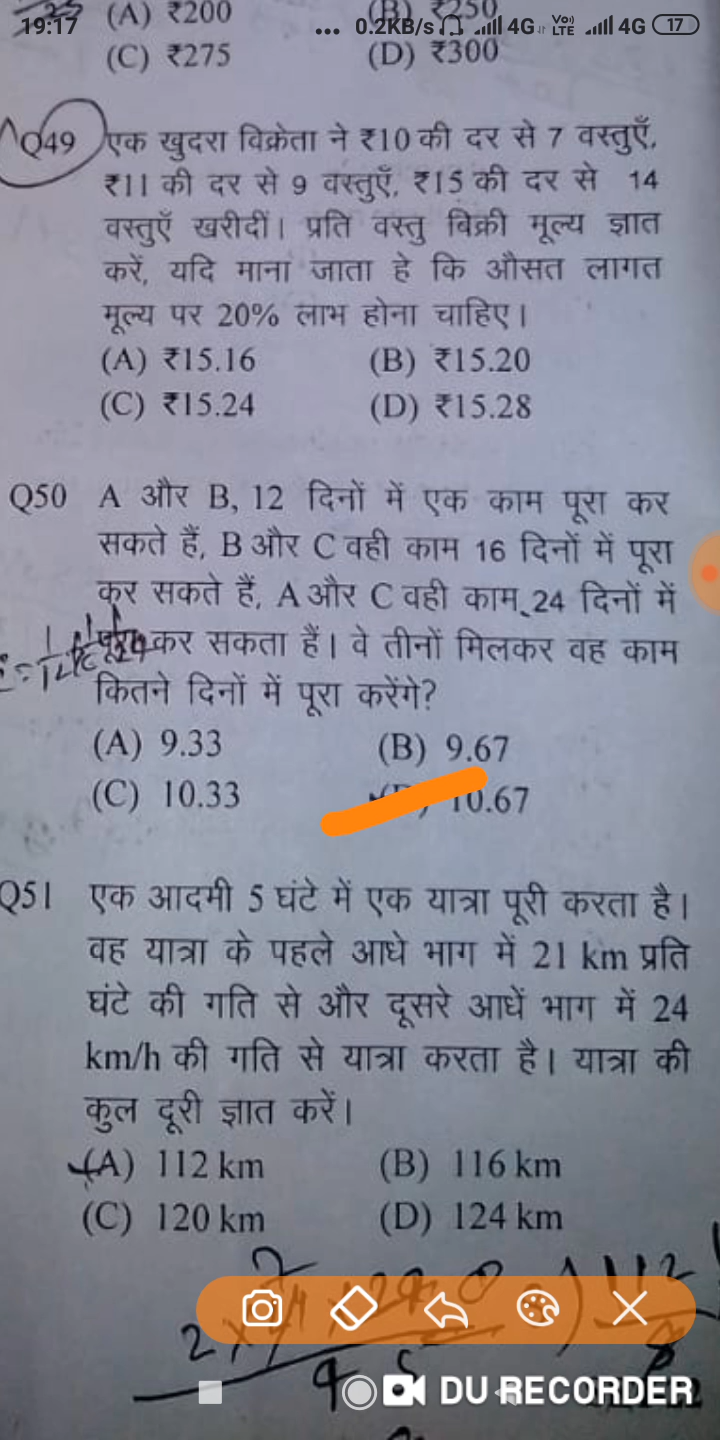 19:17 ... 0.2KB/s 4G Vo)) LTE 4G 17
(A) ₹200 (B) ₹250
(C) ₹275 (D) ₹300
Q49 एक खुदरा विक्रेता ने ₹10 की दर से 7 वस्तुएँ,
₹11 की दर से 9 वस्तुएँ, ₹15 की दर से 14
वस्तुएँ खरीदीं। प्रति वस्तु बिक्री मूल्य ज्ञात
करें, यदि माना जाता हे कि औसत लागत
मूल्य पर 20% लाभ होना चाहिए।
(A) ₹15.16 (B) ₹15.20
(C) ₹15.24 (D) ₹15.28
Q50 A और B, 12 दिनों में एक काम पूरा कर
सकते हैं, B और C वही काम 16 दिनों में पूरा
कर सकते हैं, A और C वही काम 24 दिनों में
पूरा कर सकता हैं। वे तीनों मिलकर वह काम
कितने दिनों में पूरा करेंगे?
(A) 9.33 (B) 9.67
(C) 10.33 (D) 10.67
Q51 एक आदमी 5 घंटे में एक यात्रा पूरी करता है।
वह यात्रा के पहले आधे भाग में 21 km प्रति
घंटे की गति से और दूसरे आधें भाग में 24
km/h की गति से यात्रा करता है। यात्रा की
कुल दूरी ज्ञात करें।
(A) 112 km (B) 116 km
(C) 120 km (D) 124 km
112
DU RECORDER